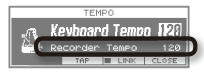 TEMPO
Keyboard Tempo 120
Recorder Tempo 120
TAP ■ LINK CLOSE